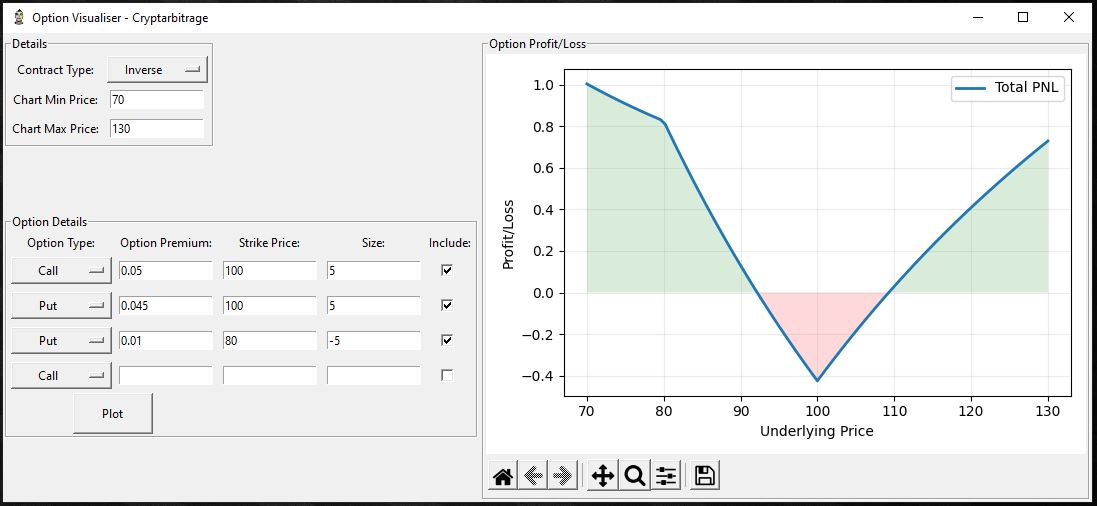 Option Visualiser - Cryptarbitrage
Details
Contract Type: Inverse
Chart Min Price: 70
Chart Max Price: 130
Option Details
Option Type: Option Premium: Strike Price: Size: Include:
Call 0.05 100 5
Put 0.045 100 5
Put 0.01 80 -5
Call
Plot
Option Profit/Loss
Total PNL
Profit/Loss
1.0
0.8
0.6
0.4
0.2
0.0
−0.2
−0.4
70 80 90 100 110 120 130
Underlying Price